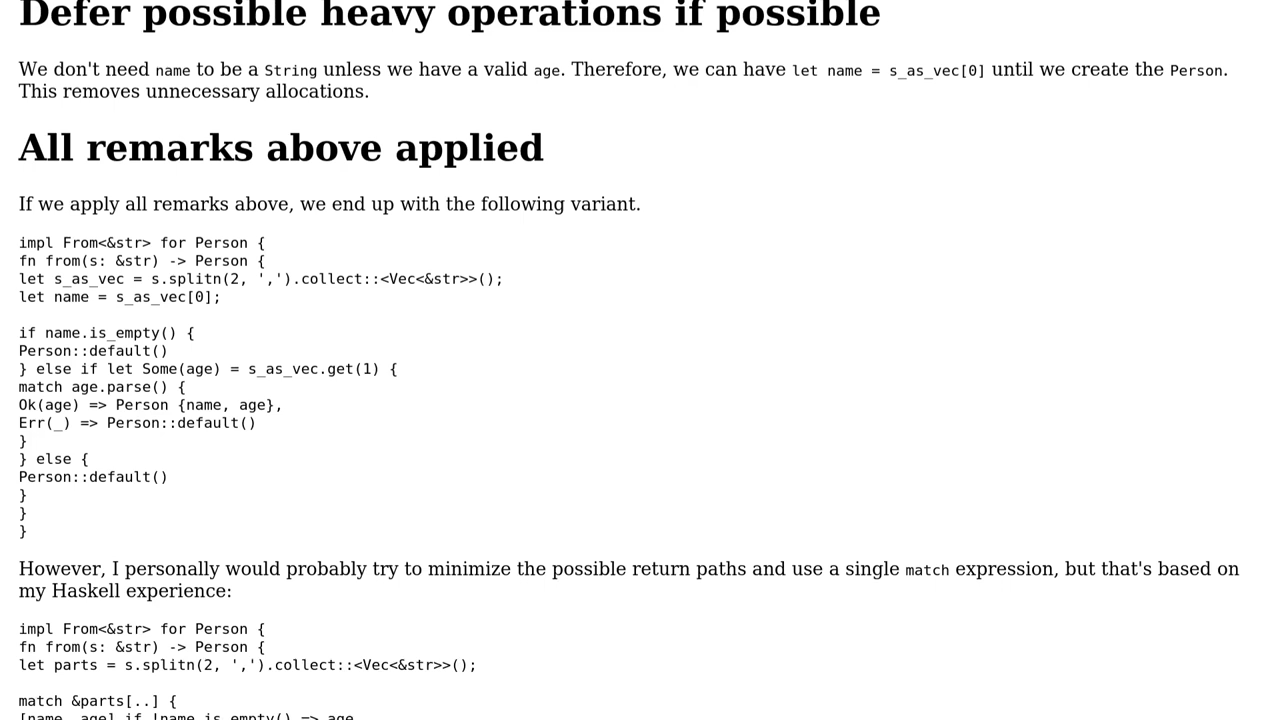 Defer possible heavy operations if possible
We don't need name to be a String unless we have a valid age. Therefore, we can have let name = s_as_vec[0] until we create the Person.
This removes unnecessary allocations.
All remarks above applied
If we apply all remarks above, we end up with the following variant.
impl From<&str> for Person {
fn from(s: &str) -> Person {
let s_as_vec = s.splitn(2, ',').collect::<Vec<&str>>();
let name = s_as_vec[0];
if name.is_empty() {
Person::default()
} else if let Some(age) = s_as_vec.get(1) {
match age.parse() {
Ok(age) => Person {name, age},
Err(_) => Person::default()
}
} else {
Person::default()
}
}
}
However, I personally would probably try to minimize the possible return paths and use a single match expression, but that's based on
my Haskell experience:
impl From<&str> for Person {
fn from(s: &str) -> Person {
let parts = s.splitn(2, ',').collect::<Vec<&str>>();
match &parts[..] {
[name, age] if !name.is_empty() => age